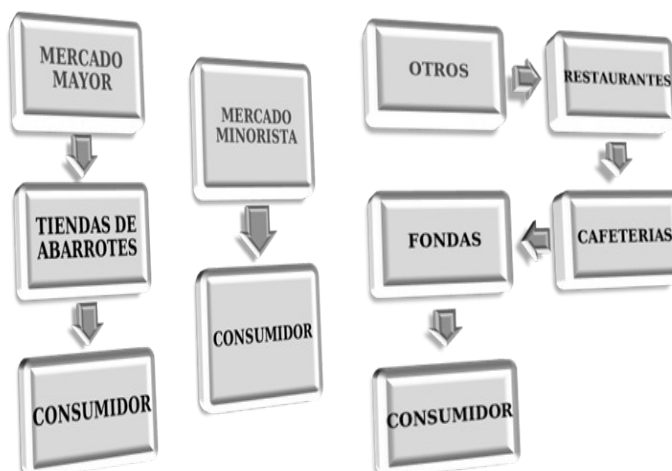 MERCADO
MAYOR
TIENDAS DE
ABARROTES
CONSUMIDOR
MERCADO
MINORISTA
CONSUMIDOR
OTROS
RESTAURANTES
CAFETERIAS
FONDAS
CONSUMIDOR